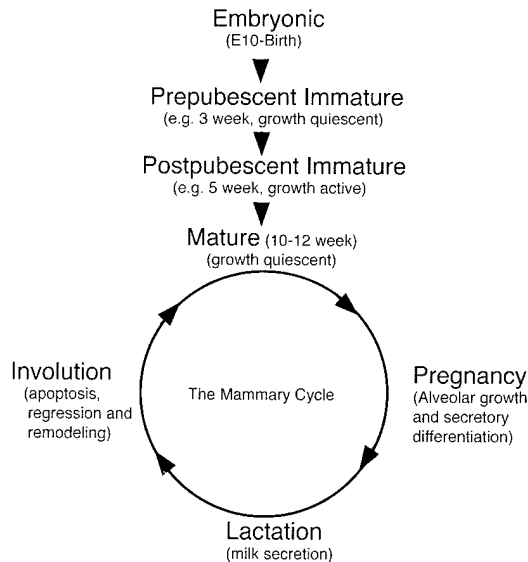 Embryonic
(E10-Birth)
Prepubescent Immature
(e.g. 3 week, growth quiescent)
Postpubescent Immature
(e.g. 5 week, growth active)
Mature (10-12 week)
(growth quiescent)
Involution
(apoptosis,
regression and
remodeling)
The Mammary Cycle
Pregnancy
(Alveolar growth
and secretory
differentiation)
Lactation
(milk secretion)